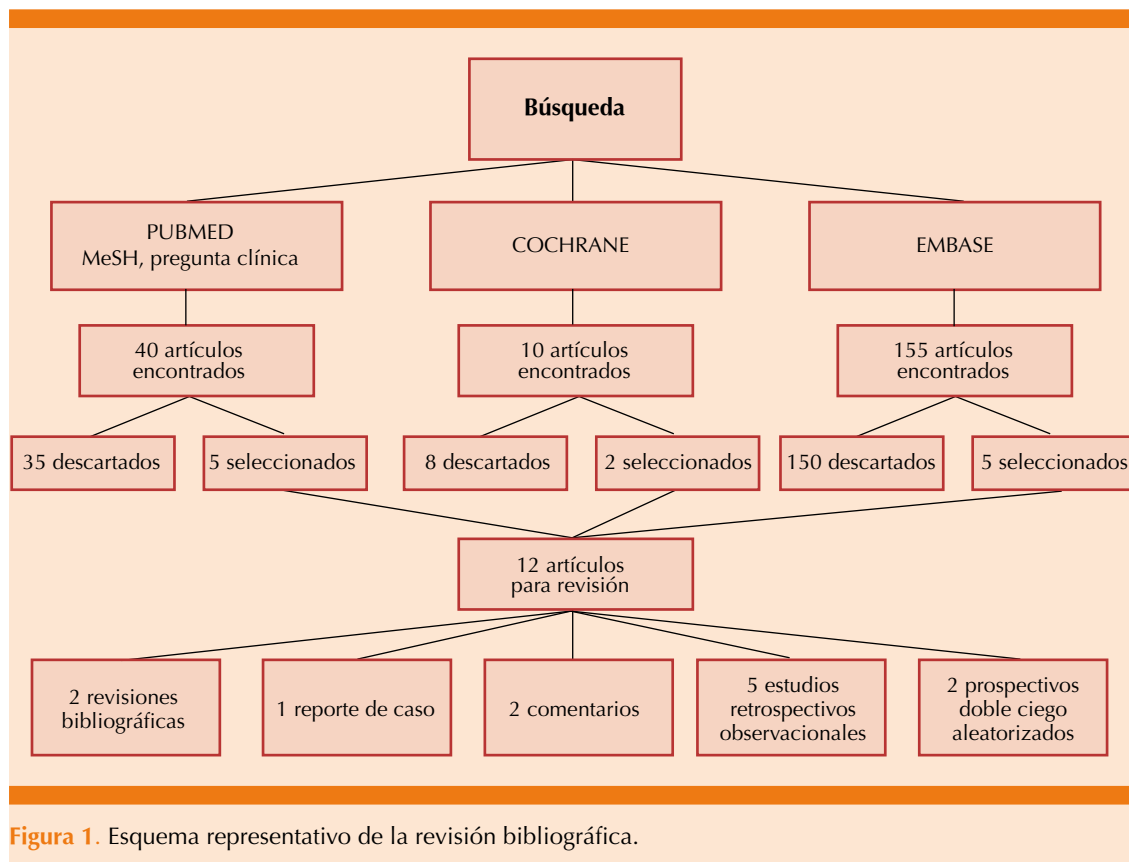 Búsqueda
PUBMED
MeSH, pregunta clínica
COCHRANE
EMBASE
40 artículos
encontrados
10 artículos
encontrados
155 artículos
encontrados
35 descartados
5 seleccionados
8 descartados
2 seleccionados
150 descartados
5 seleccionados
12 artículos
para revisión
2 revisiones
bibliográficas
1 reporte de caso
2 comentarios
5 estudios
retrospectivos
observacionales
2 prospectivos
doble ciego
aleatorizados
Figura 1. Esquema representativo de la revisión bibliográfica.